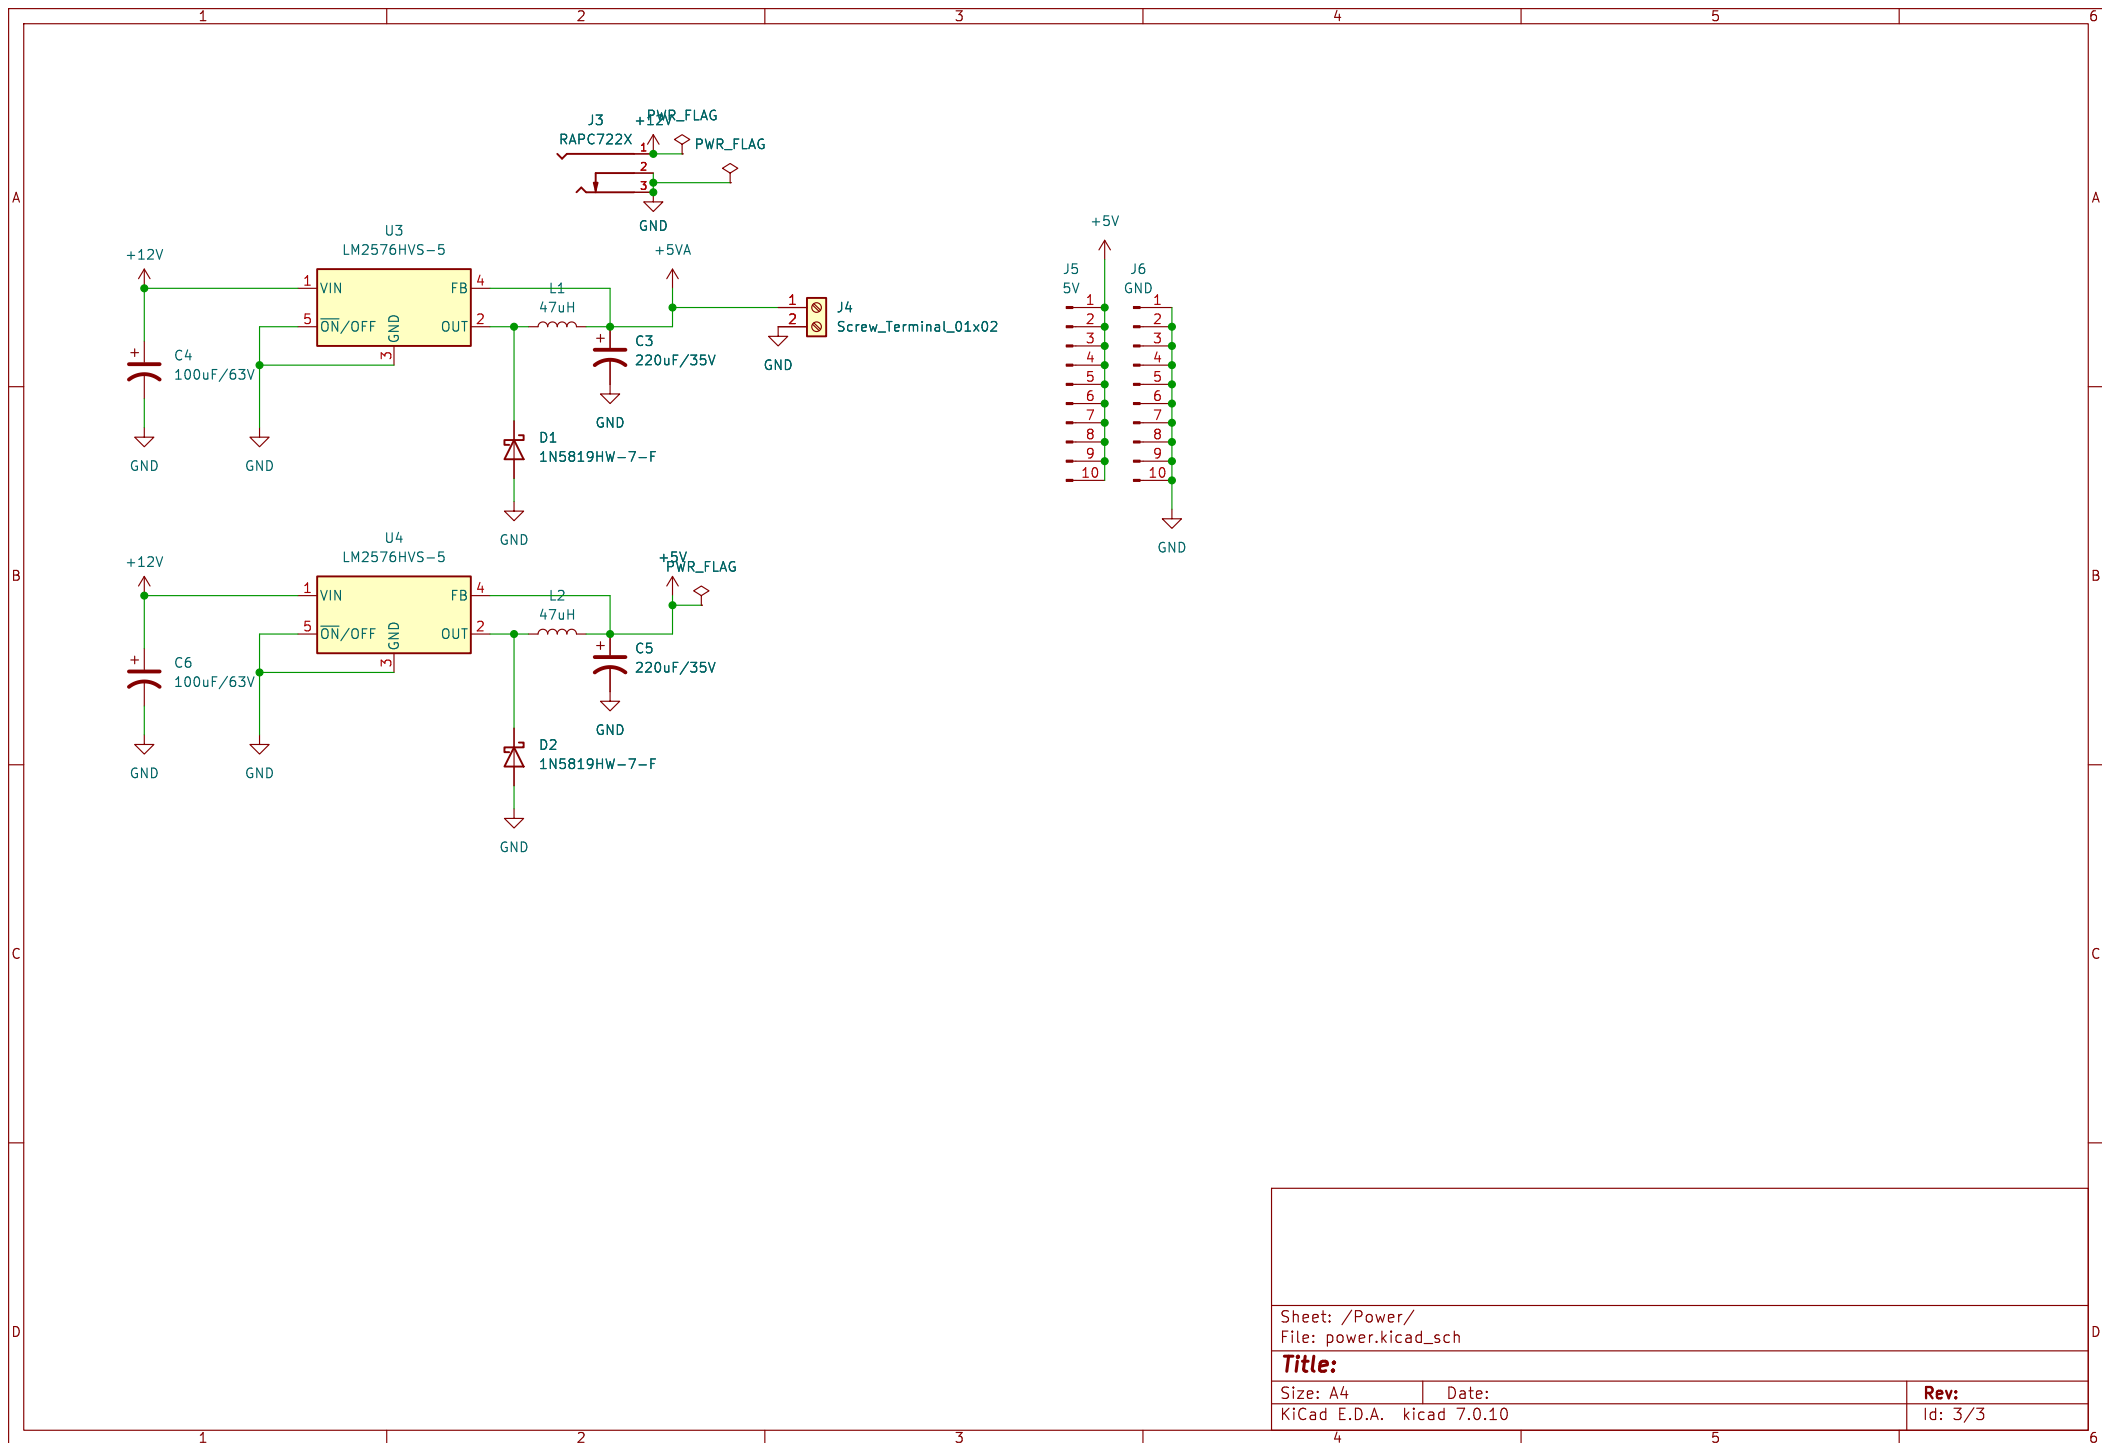 1 2 3 4 5 6
J3
RAPC722X
+12V
PWR_FLAG
PWR_FLAG
1
2
3
GND
A
A
U3
LM2576HVS-5
+12V
1
VIN
5
ON/OFF
GND
3
4
FB
2
OUT
L1
47uH
+5VA
C4
100uF/63V
+
GND
GND
C3
220uF/35V
+
GND
D1
1N5819HW-7-F
GND
1
2
J4
Screw_Terminal_01x02
GND
+5V
J5
5V
1
2
3
4
5
6
7
8
9
10
J6
GND
1
2
3
4
5
6
7
8
9
10
GND
B
B
U4
LM2576HVS-5
+12V
1
VIN
5
ON/OFF
GND
3
4
FB
2
OUT
L2
47uH
+5V
PWR_FLAG
C6
100uF/63V
+
GND
GND
C5
220uF/35V
+
GND
D2
1N5819HW-7-F
GND
C
C
D
D
Sheet: /Power/
File: power.kicad_sch
Title:
Size: A4 Date: Rev:
KiCad E.D.A. kicad 7.0.10 Id: 3/3
1 2 3 4 5 6